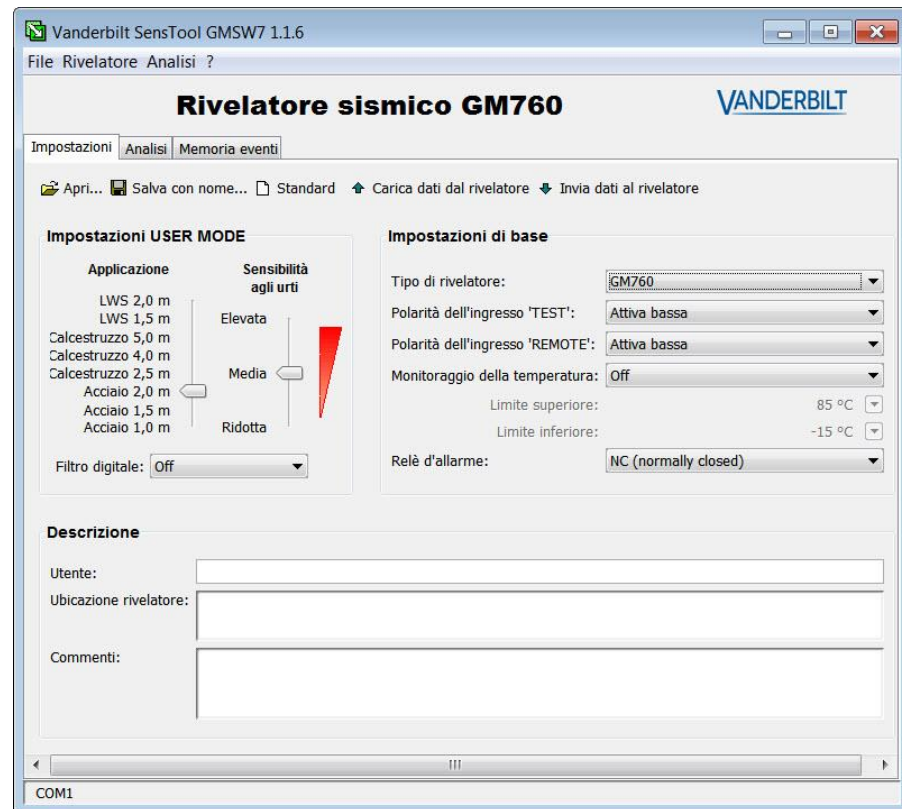 Vanderbilt SensTool GMSW7 1.1.6
File Rivelatore Analisi ?
Rivelatore sismico GM760
VANDERBILT
Impostazioni Analisi Memoria eventi
Apri... Salva con nome... Standard Carica dati dal rivelatore Invia dati al rivelatore
Impostazioni USER MODE
Applicazione
Sensibilità
agli urti
LWS 2,0 m
LWS 1,5 m
Calcestruzzo 5,0 m
Calcestruzzo 4,0 m
Calcestruzzo 2,5 m
Acciaio 2,0 m
Acciaio 1,5 m
Acciaio 1,0 m
Elevata
Media
Ridotta
Filtro digitale: Off
Impostazioni di base
Tipo di rivelatore: GM760
Polarità dell'ingresso 'TEST': Attiva bassa
Polarità dell'ingresso 'REMOTE': Attiva bassa
Monitoraggio della temperatura: Off
Limite superiore: 85 ºC
Limite inferiore: -15 ºC
Relè d'allarme: NC (normally closed)
Descrizione
Utente:
Ubicazione rivelatore:
Commenti:
COM1